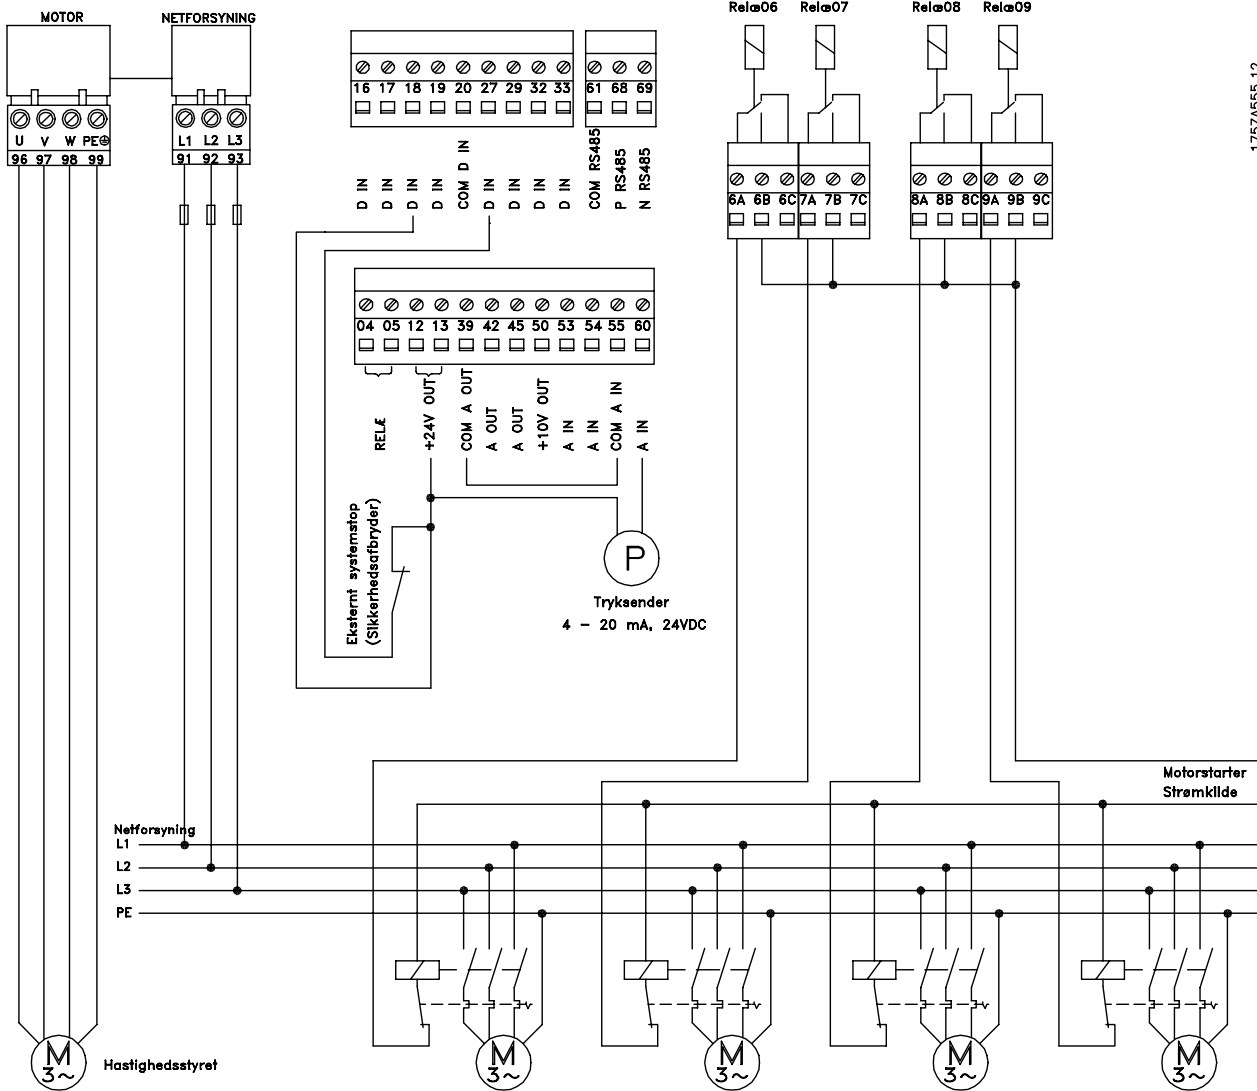 MOTOR
NETFORSYNING
Relæ06 Relæ07 Relæ08 Relæ09
16 17 18 19 20 27 29 32 33
61 68 69
U V W PE
96 97 98 99
L1 L2 L3
91 92 93
D IN
D IN
D IN
D IN
COM D IN
D IN
D IN
D IN
D IN
COM RS485
P RS485
N RS485
6A 6B 6C 7A 7B 7C
8A 8B 8C 9A 9B 9C
04 05 12 13 39 42 45 50 53 54 55 60
RELÆ
+24V OUT
COM A OUT
A OUT
A OUT
+10V OUT
A IN
A IN
COM A IN
A IN
Eksternt systemstop
(Sikkerhedsafbryder)
P
Tryksender
4 – 20 mA, 24VDC
Motorstarter
Strømkilde
Netforsyning
L1
L2
L3
PE
M
3~
Hastighedsstyret
M
3~
M
3~
M
3~
M
3~